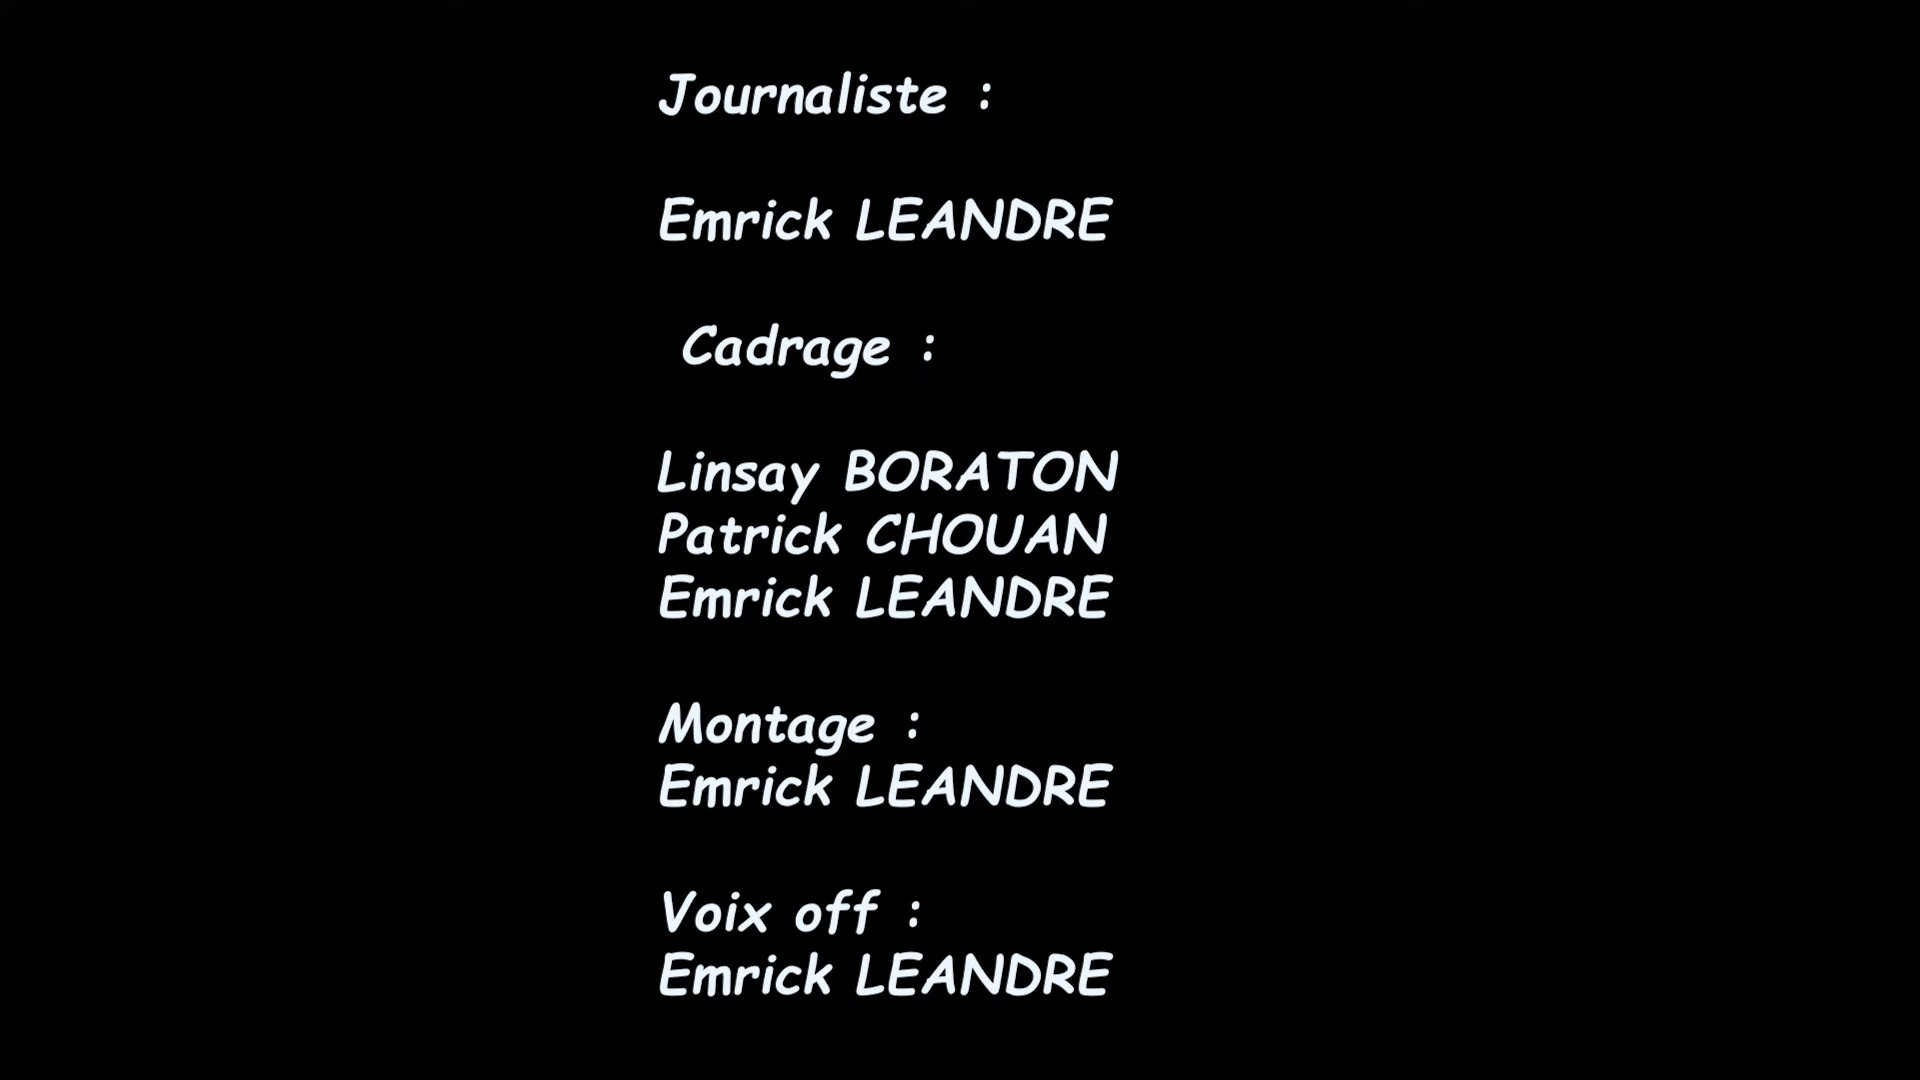 Journaliste :
Emrick LEANDRE
Cadrage :
Linsay BORATON
Patrick CHOUAN
Emrick LEANDRE
Montage :
Emrick LEANDRE
Voix off :
Emrick LEANDRE